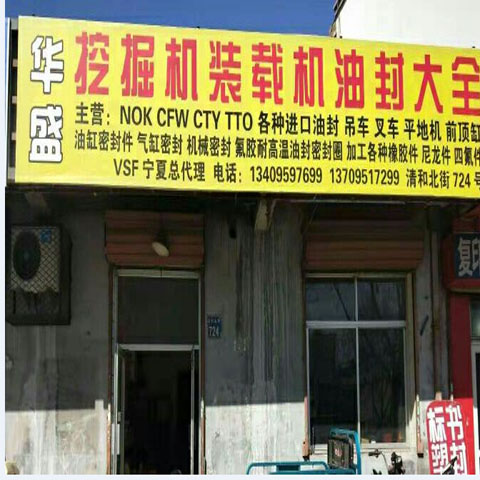 华盛
挖掘机装载机油封大全
主营：NOK CFW CTY TTO 各种进口油封 吊车 叉车 平地机 前顶缸
油缸密封件 气缸密封 机械密封 氟胶耐高温油封密封圈 加工各种橡胶件 尼龙件 四氟件
VSF 宁夏总代理 电话：13409597699 13709517299 清和北街 724 号
724
复印
标书
塑封